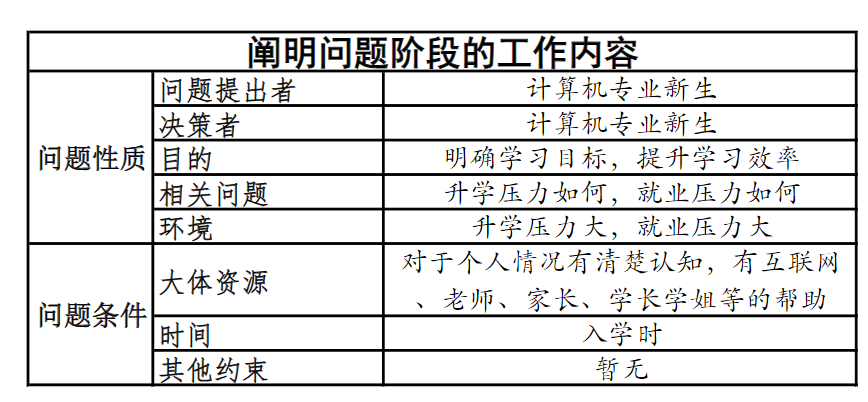 阐明问题阶段的工作内容
问题性质
问题提出者 计算机专业新生
决策者 计算机专业新生
目的 明确学习目标，提升学习效率
相关问题 升学压力如何，就业压力如何
环境 升学压力大，就业压力大
问题条件
大体资源 对于个人情况有清楚认知，有互联网
、老师、家长、学长学姐等的帮助
时间 入学时
其他约束 暂无